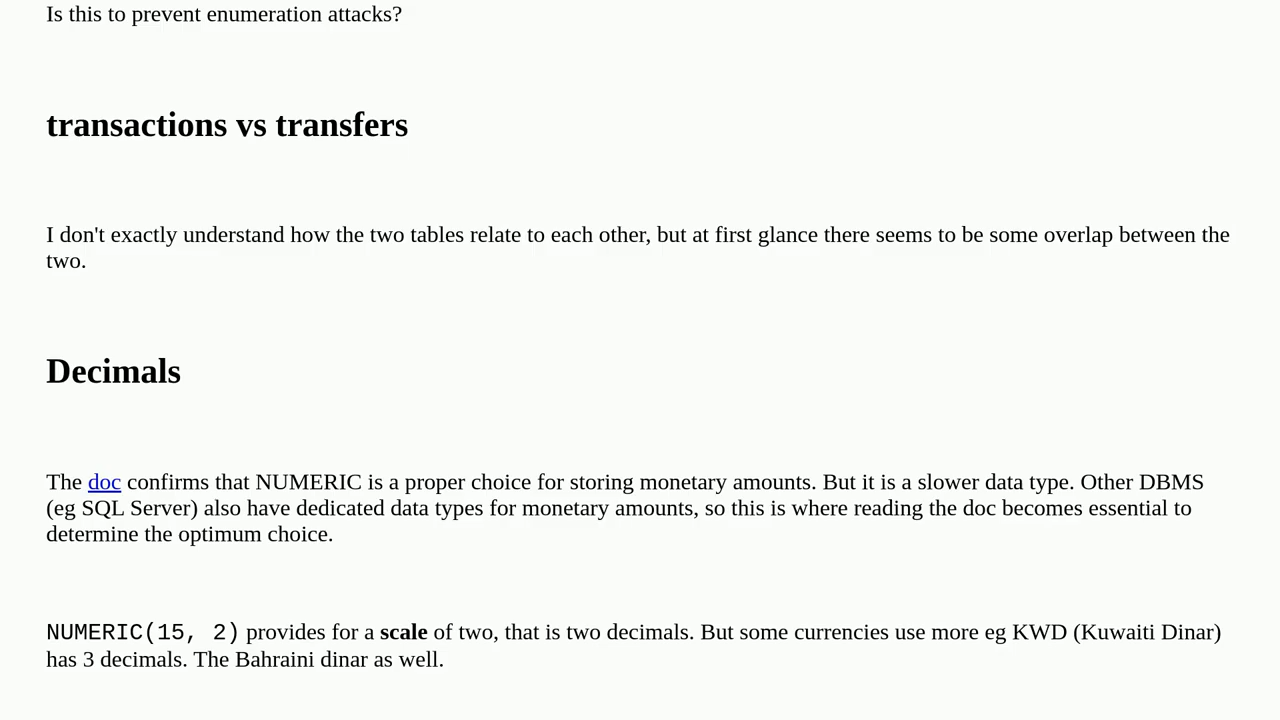 Is this to prevent enumeration attacks?
transactions vs transfers
I don't exactly understand how the two tables relate to each other, but at first glance there seems to be some overlap between the
two.
Decimals
The doc confirms that NUMERIC is a proper choice for storing monetary amounts. But it is a slower data type. Other DBMS
(eg SQL Server) also have dedicated data types for monetary amounts, so this is where reading the doc becomes essential to
determine the optimum choice.
NUMERIC(15, 2) provides for a scale of two, that is two decimals. But some currencies use more eg KWD (Kuwaiti Dinar)
has 3 decimals. The Bahraini dinar as well.